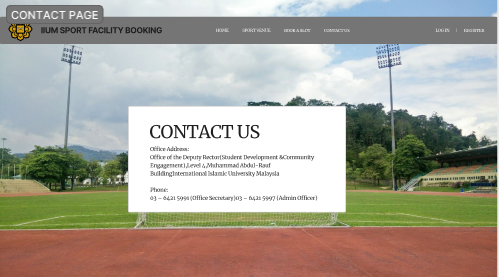 CONTACT PAGE
IIUM SPORT FACILITY BOOKING
HOME SPORT VENUE BOOK A SLOT CONTACT US
LOG IN | REGISTER
CONTACT US
Office Address:
Office of the Deputy Rector(Student Development &Community
Engagement),Level 4,Muhammad Abdul-Rauf
BuildingInternational Islamic University Malaysia
Phone:
03 – 6421 5991 (Office Secretary)03 – 6421 5997 (Admin Officer)